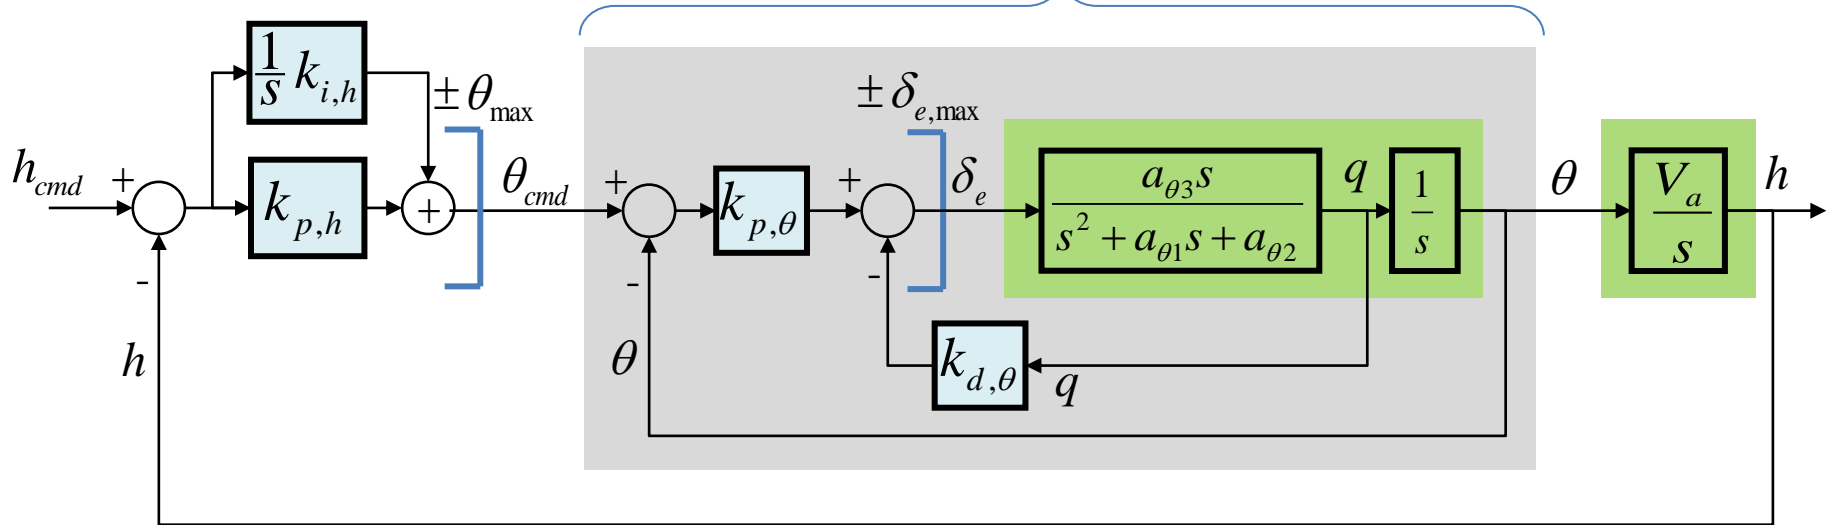 1/s k_{i,h}
± θ_max
± δ_{e,max}
h_cmd
+
k_{p,h}
+
θ_cmd
+
k_{p,θ}
+
δ_e
a_{θ3}s / s² + a_{θ1}s + a_{θ2}
q
1/s
θ
V_a/s
h
-
-
-
h
θ
k_{d,θ}
q